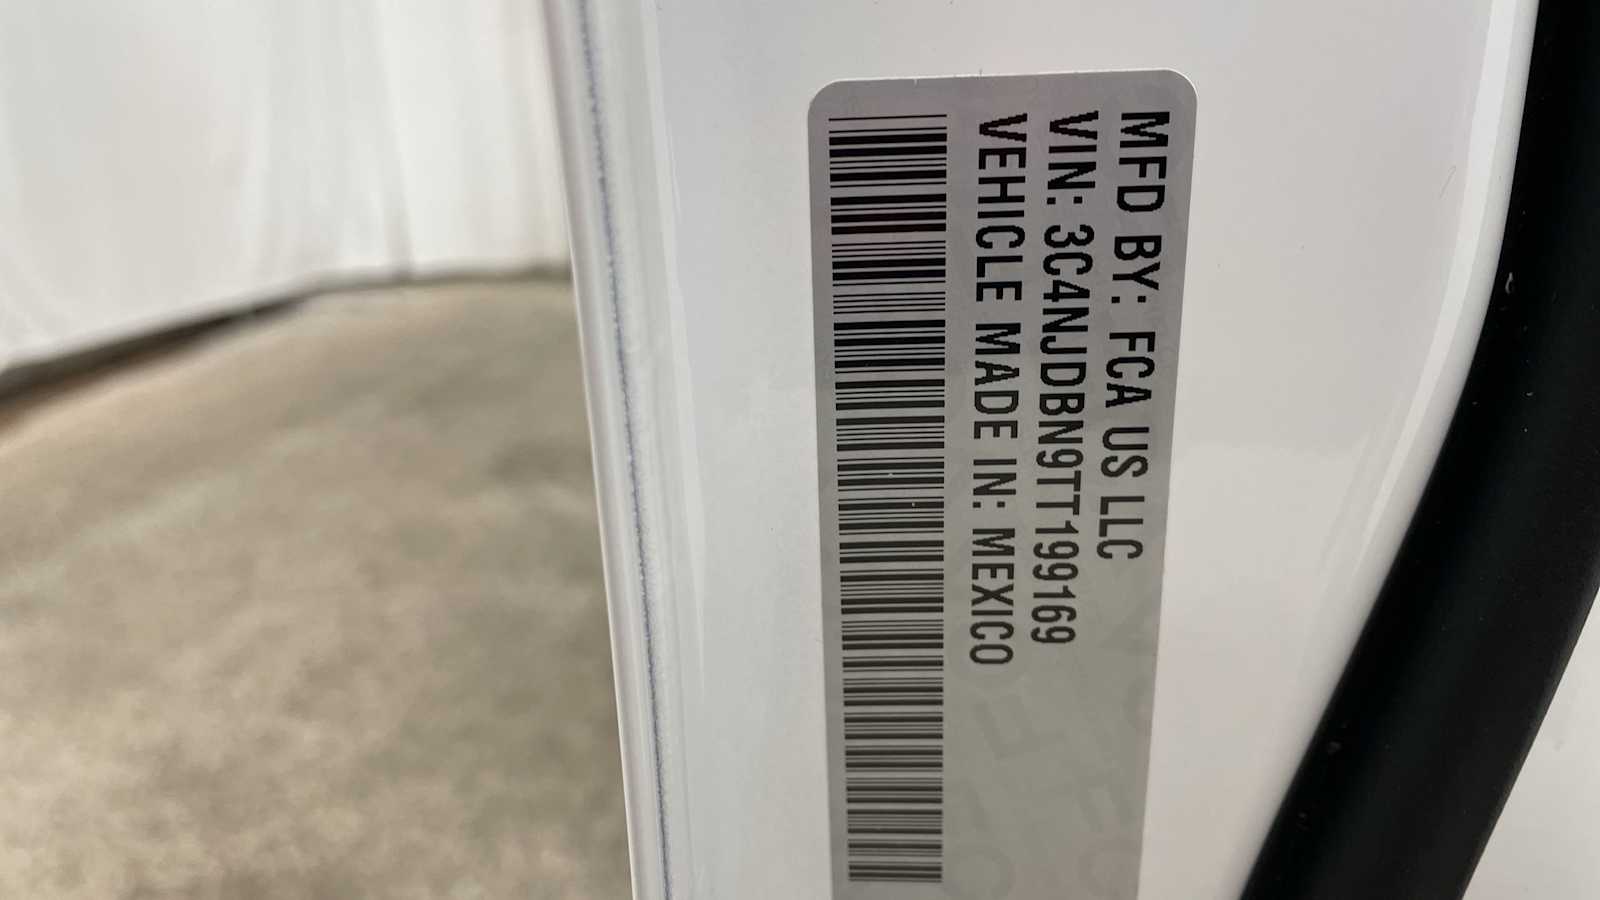 MFD BY: FCA US LLC
VIN: 3C4NJDBN9TT199169
VEHICLE MADE IN: MEXICO